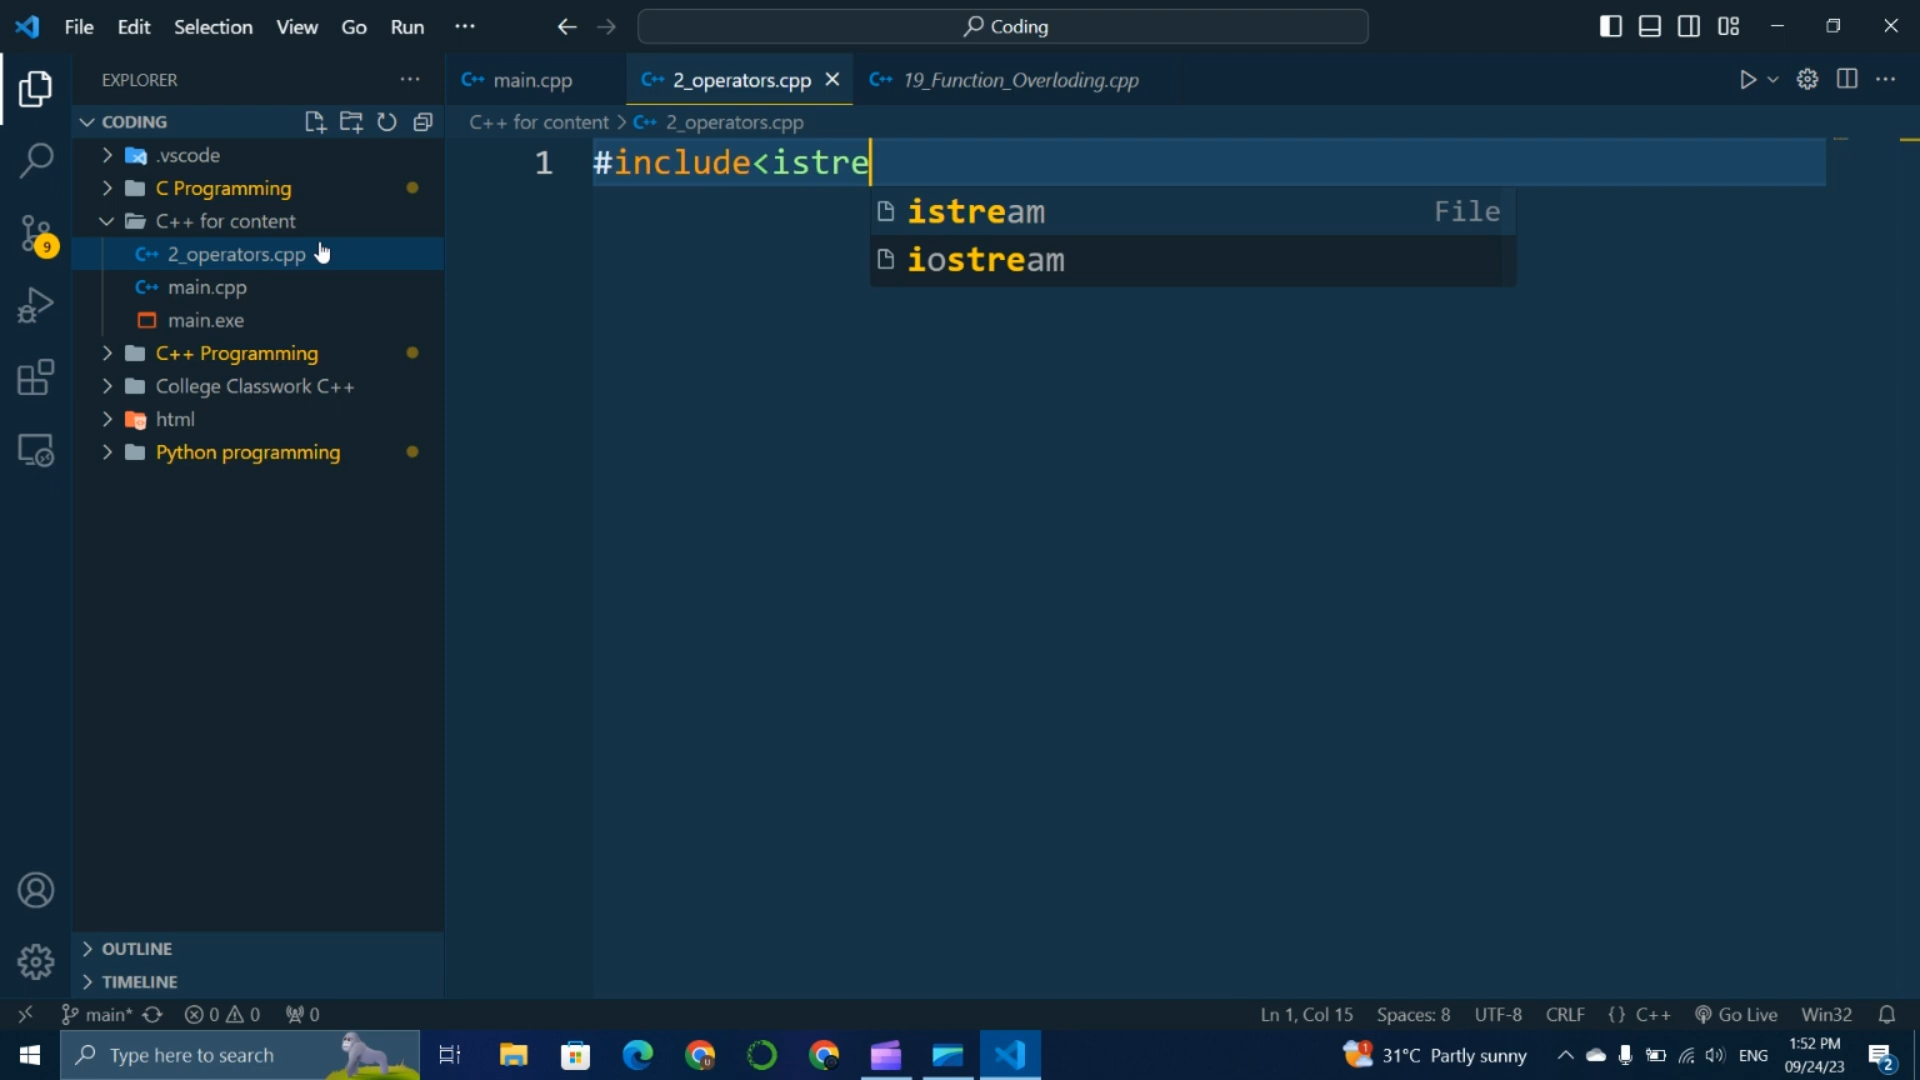 File Edit Selection View Go Run ··· Coding
EXPLORER ···
main.cpp 2_operators.cpp 19_Function_Overloding.cpp ···
CODING
C++ for content > 2_operators.cpp
.vscode
C Programming
C++ for content
2_operators.cpp
main.cpp
main.exe
C++ Programming
College Classwork C++
html
Python programming
1 #include<istre
istream File
iostream
OUTLINE
TIMELINE
9
main* 0 0 0 Ln 1, Col 15 Spaces: 8 UTF-8 CRLF {} C++ Go Live Win32
Type here to search 1 31°C Partly sunny ENG 1:52 PM
09/24/23 2